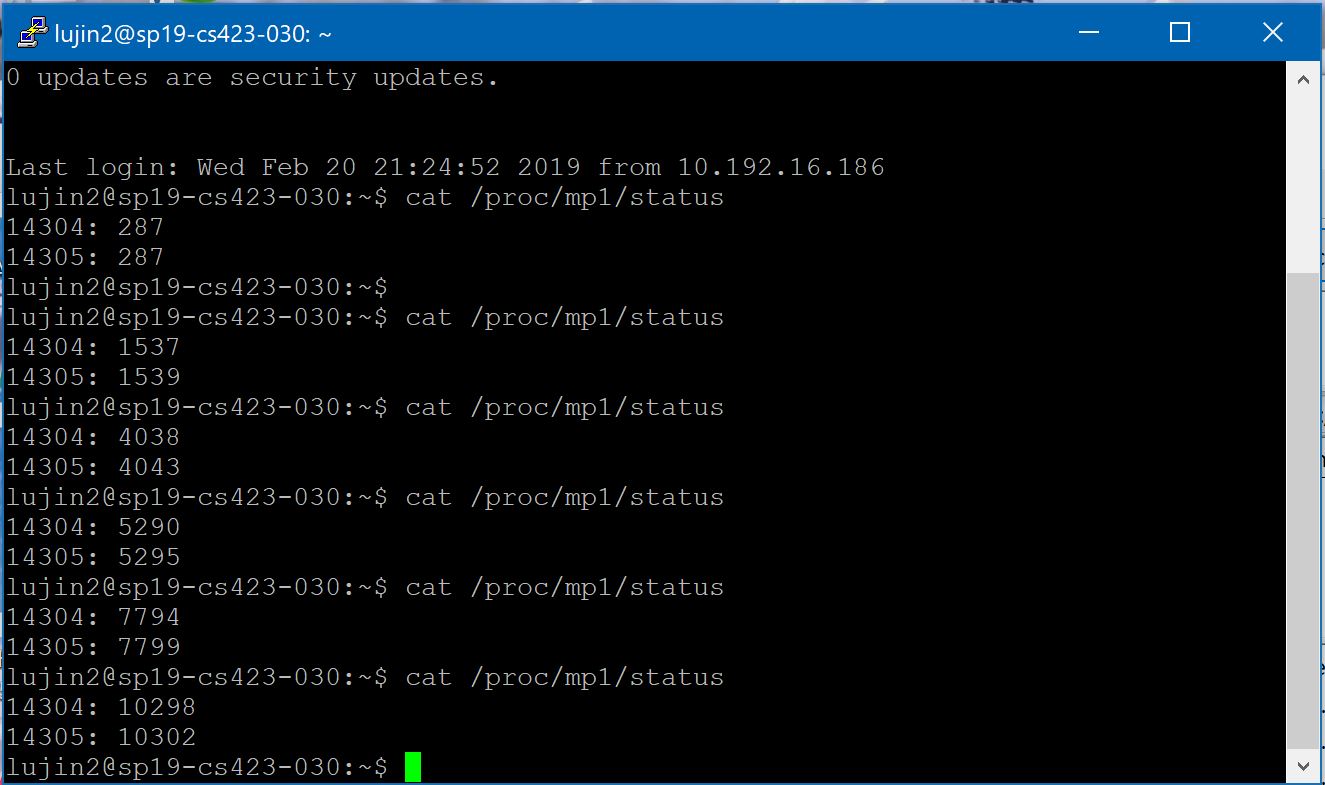 lujin2@sp19-cs423-030: ~
0 updates are security updates.
Last login: Wed Feb 20 21:24:52 2019 from 10.192.16.186
lujin2@sp19-cs423-030:~$ cat /proc/mp1/status
14304: 287
14305: 287
lujin2@sp19-cs423-030:~$
lujin2@sp19-cs423-030:~$ cat /proc/mp1/status
14304: 1537
14305: 1539
lujin2@sp19-cs423-030:~$ cat /proc/mp1/status
14304: 4038
14305: 4043
lujin2@sp19-cs423-030:~$ cat /proc/mp1/status
14304: 5290
14305: 5295
lujin2@sp19-cs423-030:~$ cat /proc/mp1/status
14304: 7794
14305: 7799
lujin2@sp19-cs423-030:~$ cat /proc/mp1/status
14304: 10298
14305: 10302
lujin2@sp19-cs423-030:~$